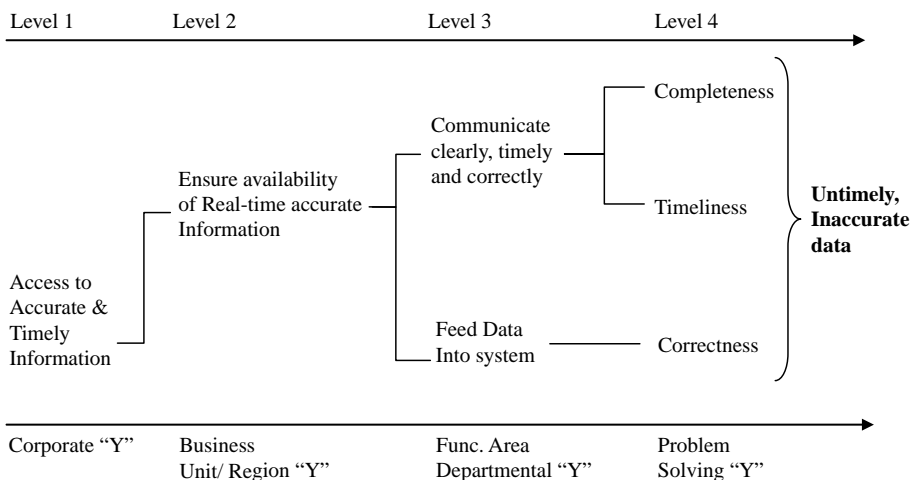 Level 1
Level 2
Level 3
Level 4
Access to
Accurate &
Timely
Information
Ensure availability
of Real-time accurate
Information
Communicate
clearly, timely
and correctly
Feed Data
Into system
Completeness
Timeliness
Correctness
Untimely,
Inaccurate
data
Corporate “Y”
Business
Unit/ Region “Y”
Func. Area
Departmental “Y”
Problem
Solving “Y”